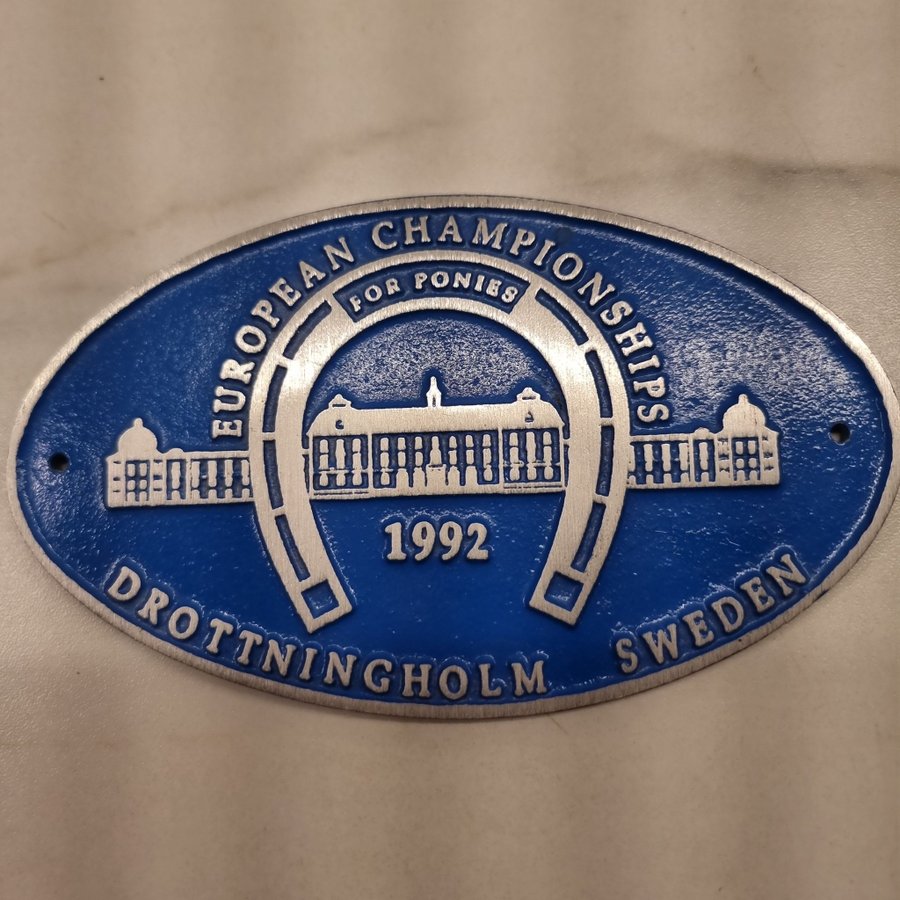 EUROPEAN CHAMPIONSHIPS
FOR PONIES
1992
DROTTNINGHOLM SWEDEN